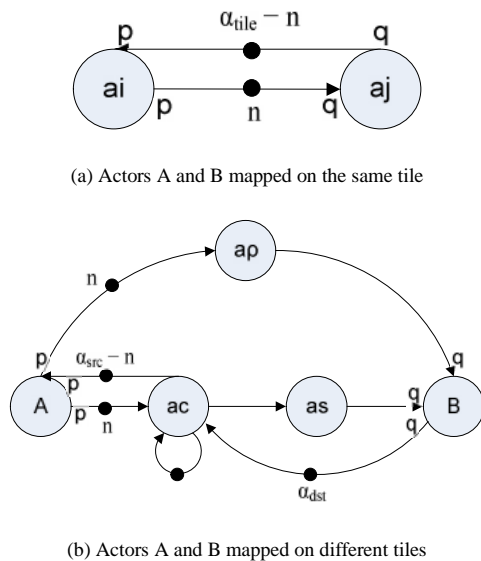 α_tile − n
p
q
ai
aj
p
n
q
(a) Actors A and B mapped on the same tile
aρ
n
p
α_src − n
q
p
A
p
n
ac
as
q
q
B
α_dst
(b) Actors A and B mapped on different tiles